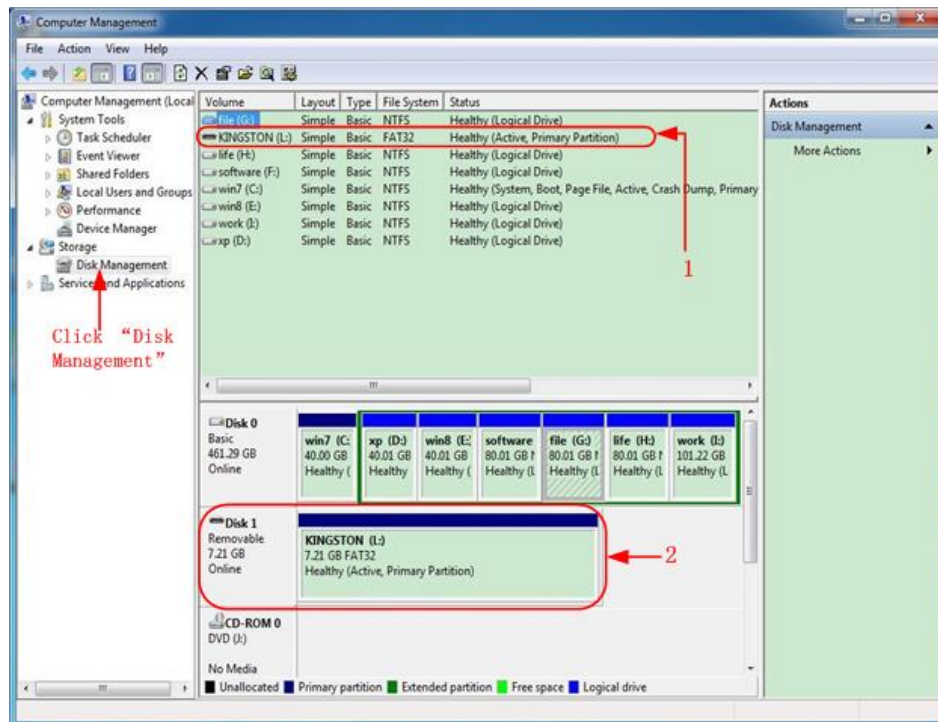 Computer Management
File Action View Help
Computer Management (Local
System Tools
Task Scheduler
Event Viewer
Shared Folders
Local Users and Groups
Performance
Device Manager
Storage
Disk Management
Services and Applications
Click “Disk
Management”
Volume Layout Type File System Status
file (G:) Simple Basic NTFS Healthy (Logical Drive)
KINGSTON (L:) Simple Basic FAT32 Healthy (Active, Primary Partition)
life (H:) Simple Basic NTFS Healthy (Logical Drive)
software (F:) Simple Basic NTFS Healthy (Logical Drive)
win7 (C:) Simple Basic NTFS Healthy (System, Boot, Page File, Active, Crash Dump, Primary
win8 (E:) Simple Basic NTFS Healthy (Logical Drive)
work (I:) Simple Basic NTFS Healthy (Logical Drive)
xp (D:) Simple Basic NTFS Healthy (Logical Drive)
1
Disk 0
Basic
461.29 GB
Online
win7 (C:
40.00 GB
Healthy (
xp (D:)
40.01 GB
Healthy
win8 (E:
40.01 GB
Healthy (
software
80.01 GB N
Healthy (L
file (G:)
80.01 GB N
Healthy (L
life (H:)
80.01 GB N
Healthy (L
work (I:)
101.22 GB
Healthy (L
Disk 1
Removable
7.21 GB
Online
KINGSTON (L:)
7.21 GB FAT32
Healthy (Active, Primary Partition)
2
CD-ROM 0
DVD (J:)
No Media
Unallocated Primary partition Extended partition Free space Logical drive
Actions
Disk Management
More Actions